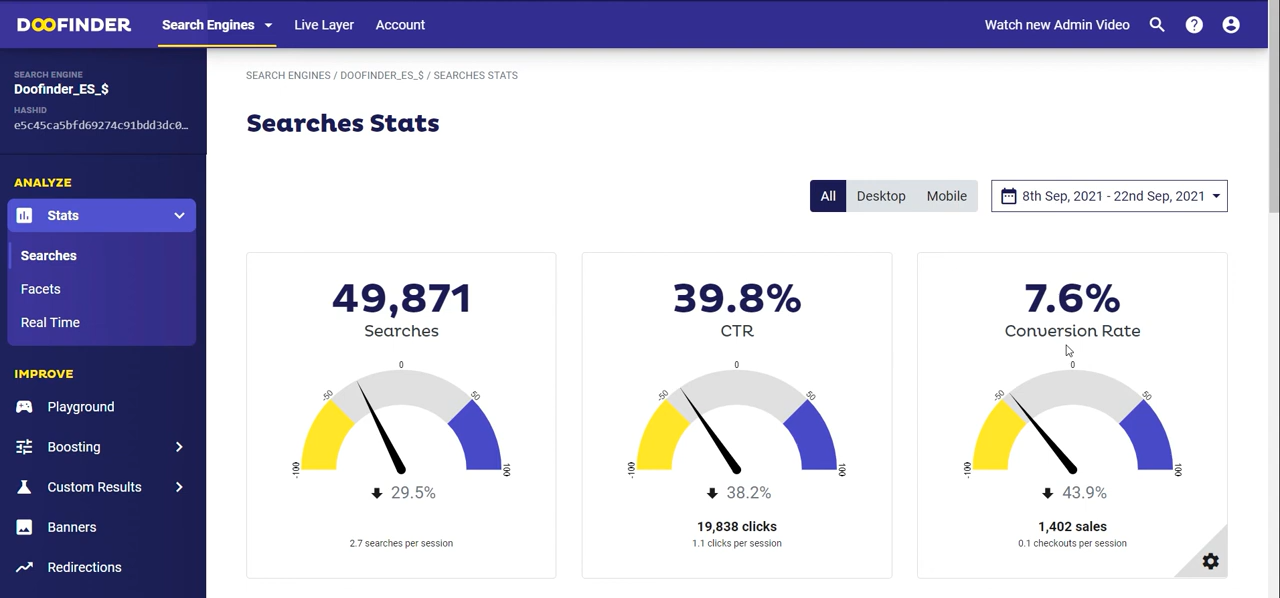 DOOFINDER
Search Engines
Live Layer
Account
Watch new Admin Video
SEARCH ENGINE
Doofinder_ES_$
HASHID
e5c45ca5bfd69274c91bdd3dc0…
ANALYZE
Stats
Searches
Facets
Real Time
IMPROVE
Playground
Boosting
Custom Results
Banners
Redirections
SEARCH ENGINES / DOOFINDER_ES_$ / SEARCHES STATS
Searches Stats
All Desktop Mobile
8th Sep, 2021 - 22nd Sep, 2021
49,871
Searches
0
-50 50
-100 100
29.5%
2.7 searches per session
39.8%
CTR
0
-50 50
-100 100
38.2%
19,838 clicks
1.1 clicks per session
7.6%
Conversion Rate
0
-50 50
-100 100
43.9%
1,402 sales
0.1 checkouts per session